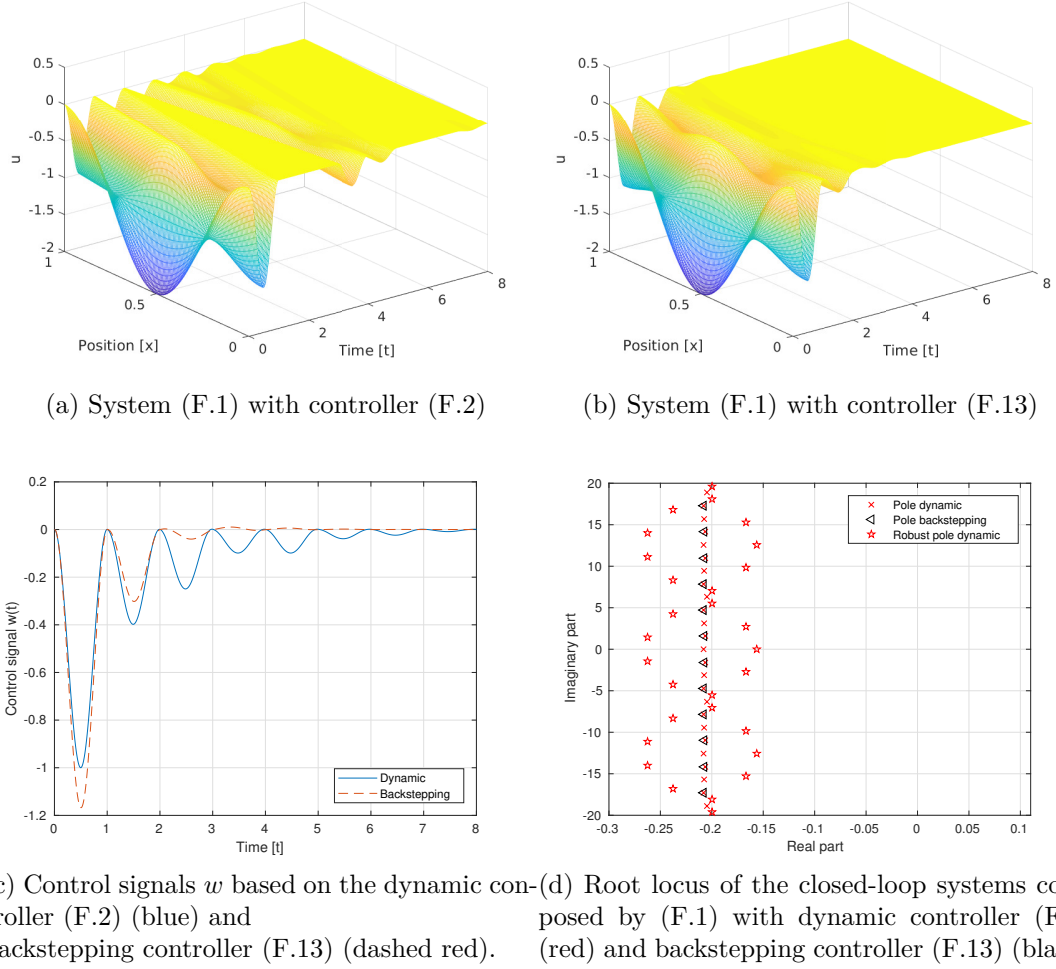 0.5
0
-0.5
-1
-1.5
-2
u
1
0.5
0
Position [x]
0
2
4
6
8
Time [t]
0.5
0
-0.5
-1
-1.5
-2
u
1
0.5
0
Position [x]
0
2
4
6
8
Time [t]
(a) System (F.1) with controller (F.2)
(b) System (F.1) with controller (F.13)
0.2
0
-0.2
-0.4
-0.6
-0.8
-1
-1.2
Control signal w(t)
0
1
2
3
4
5
6
7
8
Time [t]
Dynamic
Backstepping
20
15
10
5
0
-5
-10
-15
-20
Imaginary part
-0.3
-0.25
-0.2
-0.15
-0.1
-0.05
0
0.05
0.1
Real part
Pole dynamic
Pole backstepping
Robust pole dynamic
c) Control signals w based on the dynamic con-
roller (F.2) (blue) and
ackstepping controller (F.13) (dashed red).
(d) Root locus of the closed-loop systems co
posed by (F.1) with dynamic controller (F
(red) and backstepping controller (F.13) (bla